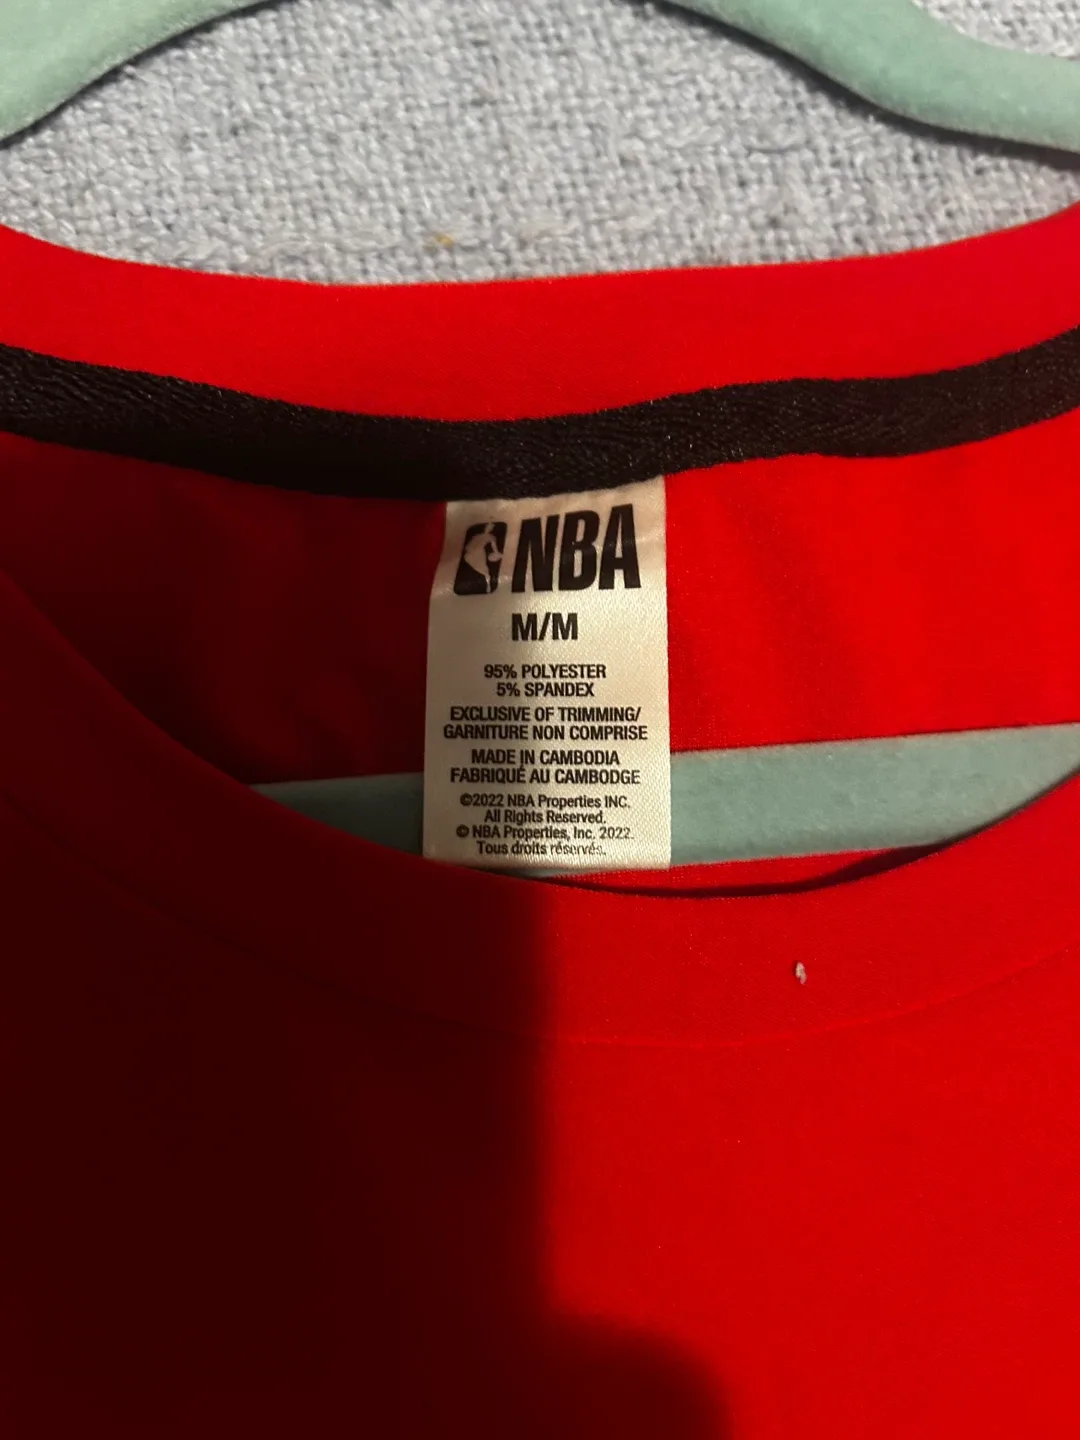 NBA
M/M
95% POLYESTER
5% SPANDEX
EXCLUSIVE OF TRIMMING/
GARNITURE NON COMPRISE
MADE IN CAMBODIA
FABRIQUÉ AU CAMBODGE
©2022 NBA Properties INC.
All Rights Reserved.
© NBA Properties, Inc. 2022.
Tous droits réservés.